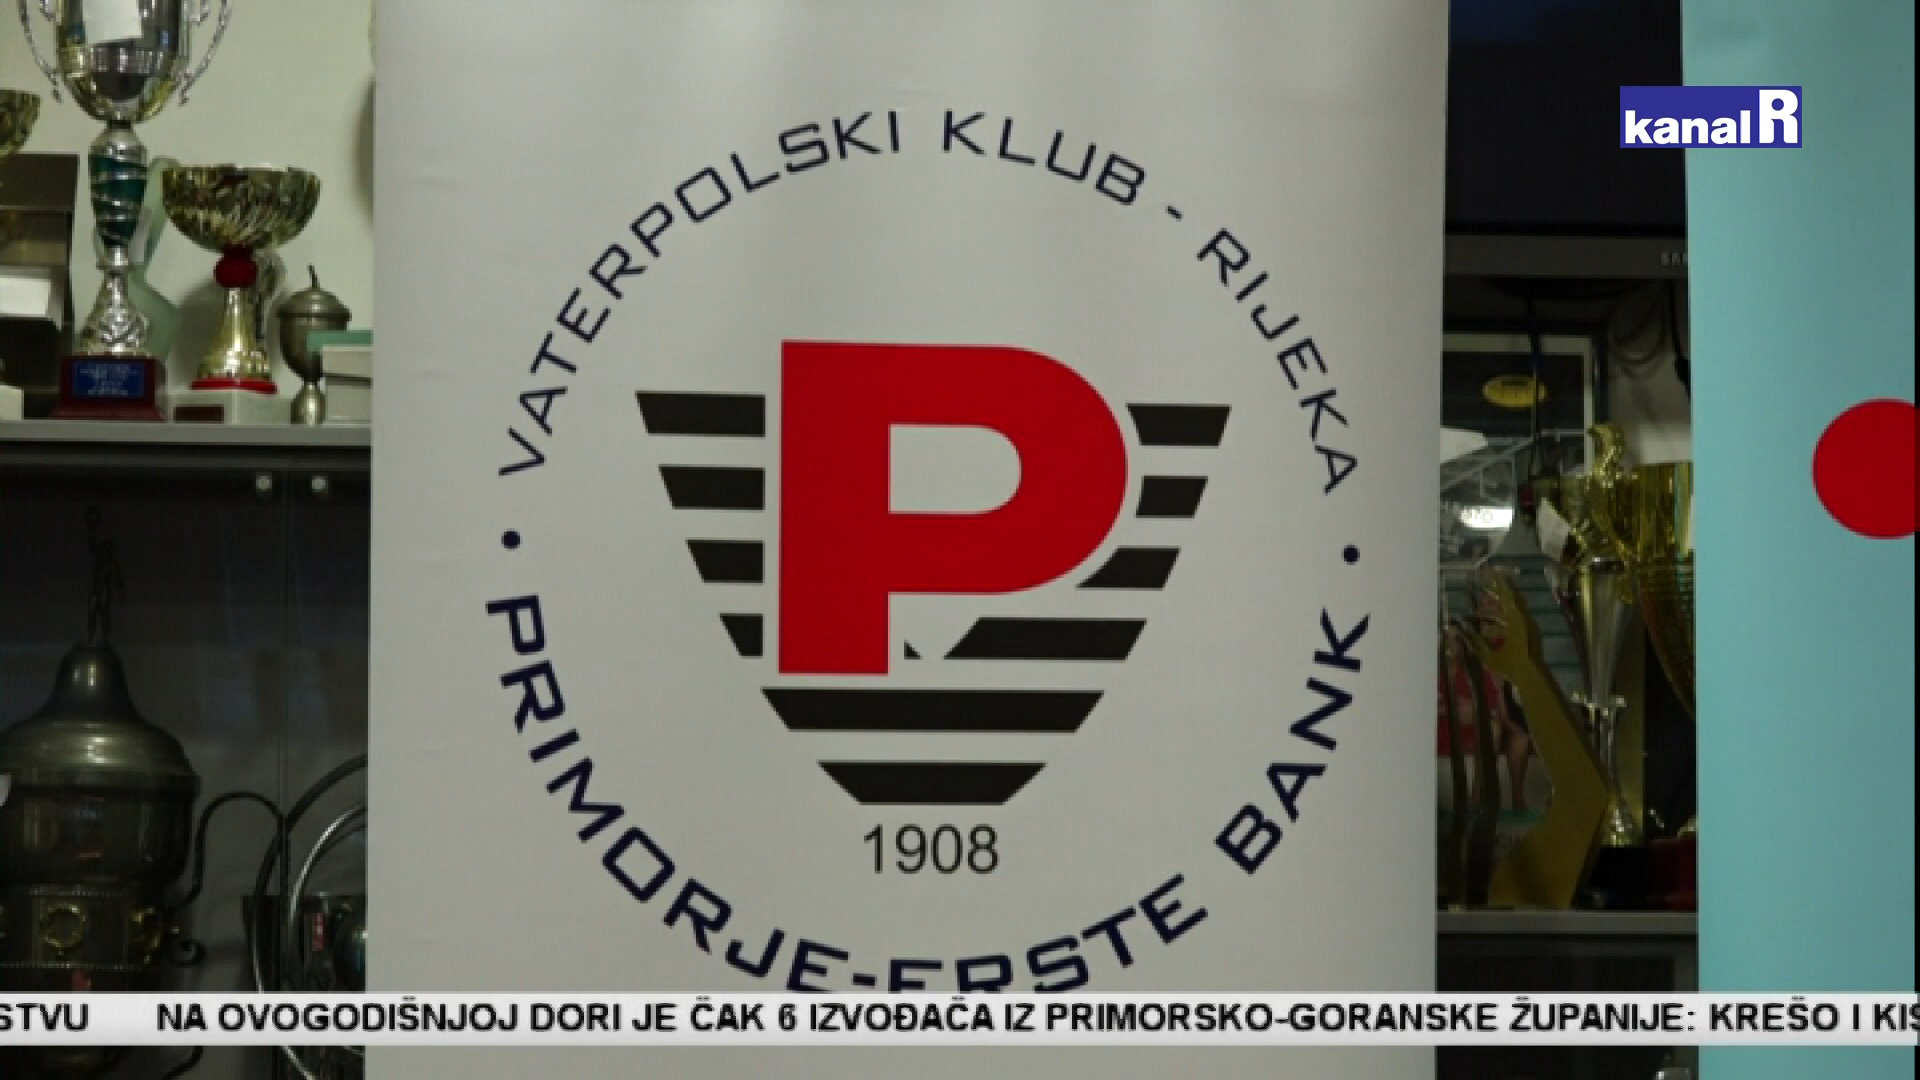 kanal R
VATERPOLSKI KLUB - RIJEKA
P
1908
• PRIMORJE-ERSTE BANK •
STVU NA OVOGODIŠNJOJ DORI JE ČAK 6 IZVOĐAČA IZ PRIMORSKO-GORANSKE ŽUPANIJE: KREŠO I KIS